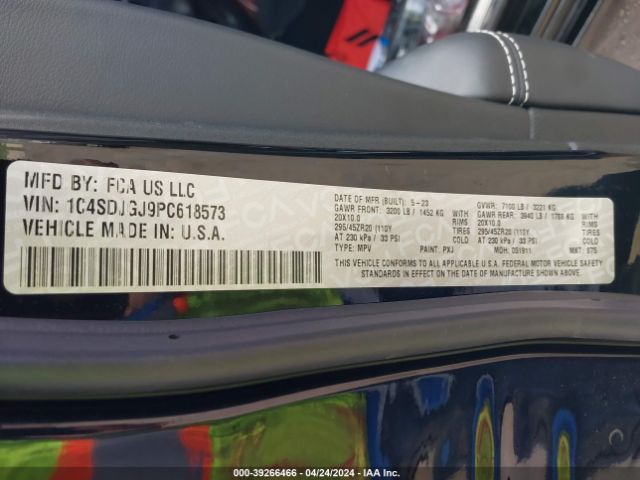 MFD BY: FCA US LLC
VIN: 1C4SDJGJ9PC618573
VEHICLE MADE IN: U.S.A.
DATE OF MFR (BUILT): 5-23 GVWR: 7100 LB / 3221 KG
GAWR FRONT: 3200 LB / 1452 KG GAWR REAR: 3940 LB / KG
20X10.0 RIMS 20X10.0 RIMS
295/45ZR20 (110Y TIRES 295/45ZR20 (110Y TIRES
AT 230 kPa / 33 PSI COLD AT 230 kPa / 33 PSI COLD
TYPE: MPV PAINT: PXJ MDH: 051911 MKT:
THIS VEHICLE CONFORMS TO ALL APPLICABLE U.S.A. FEDERAL MOTOR VEHICLE SAFETY
STANDARDS IN EFFECT ON THE DATE OF MANUFACTURE SHOWN ABOVE
000-39266466 - 04/24/2024 - IAA Inc.